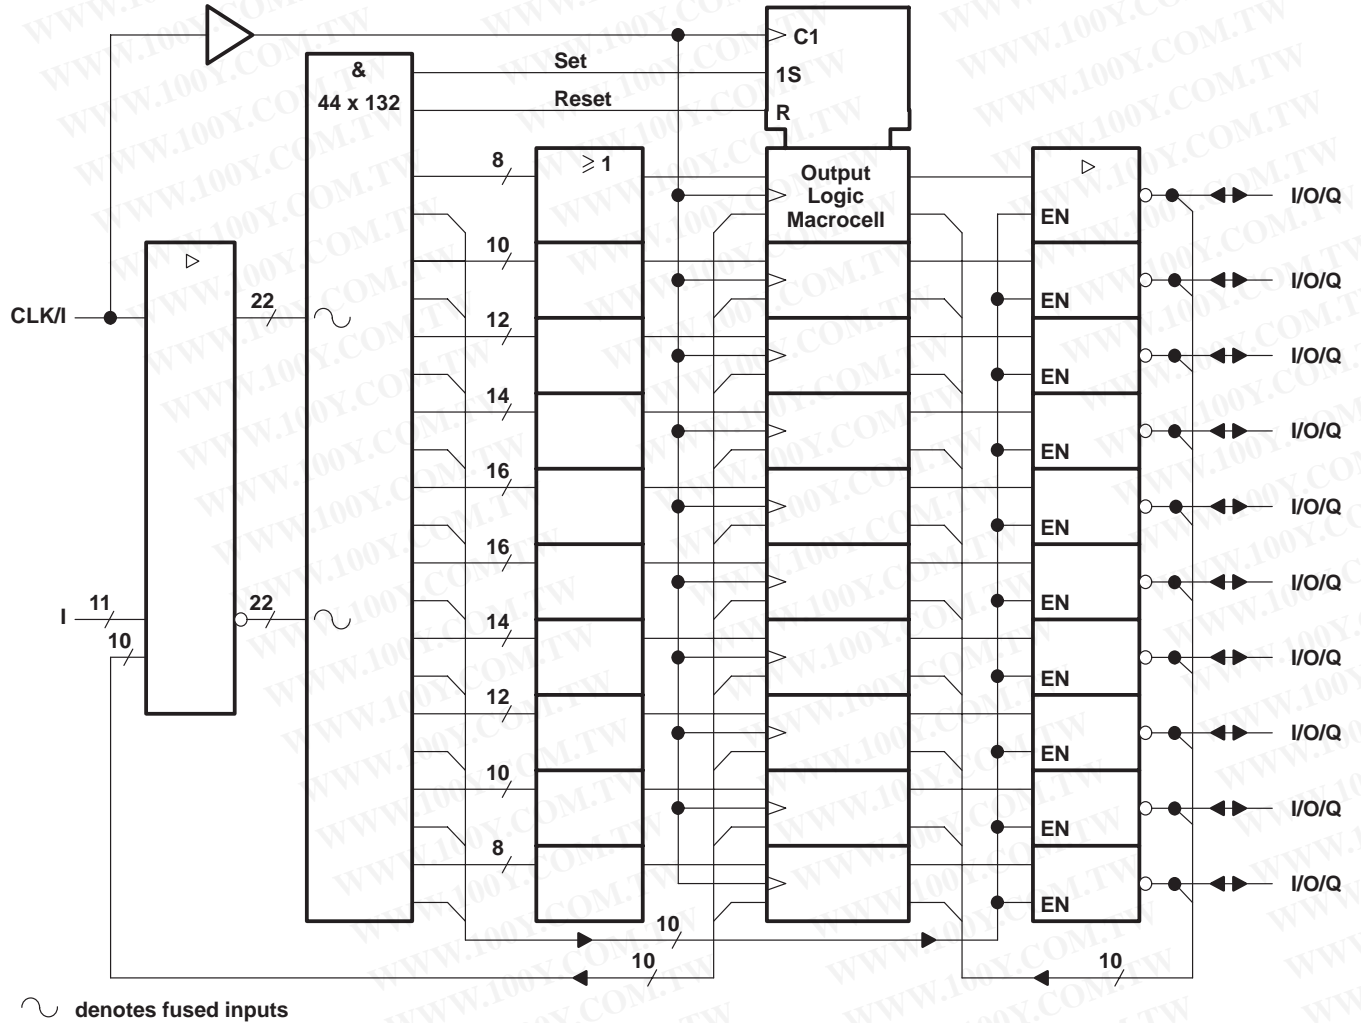 C1
&
Set
1S
44 x 132
Reset
R
8
≥ 1
Output
Logic
Macrocell
▷
I/O/Q
EN
10
▷
I/O/Q
EN
CLK/I
22
12
I/O/Q
EN
14
I/O/Q
EN
16
I/O/Q
EN
16
I/O/Q
EN
I
11
22
14
10
I/O/Q
EN
12
I/O/Q
EN
10
I/O/Q
EN
8
I/O/Q
EN
10
10
10
denotes fused inputs
WWW.100Y.COM.TW